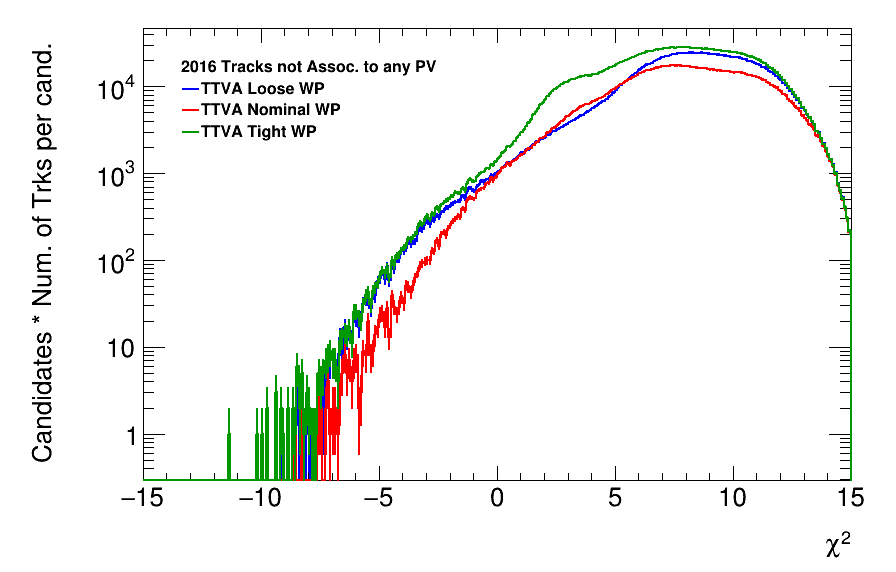 Candidates * Num. of Trks per cand.
2016 Tracks not Assoc. to any PV
TTVA Loose WP
TTVA Nominal WP
TTVA Tight WP
10⁴
10³
10²
10
1
−15 −10 −5 0 5 10 15
χ²